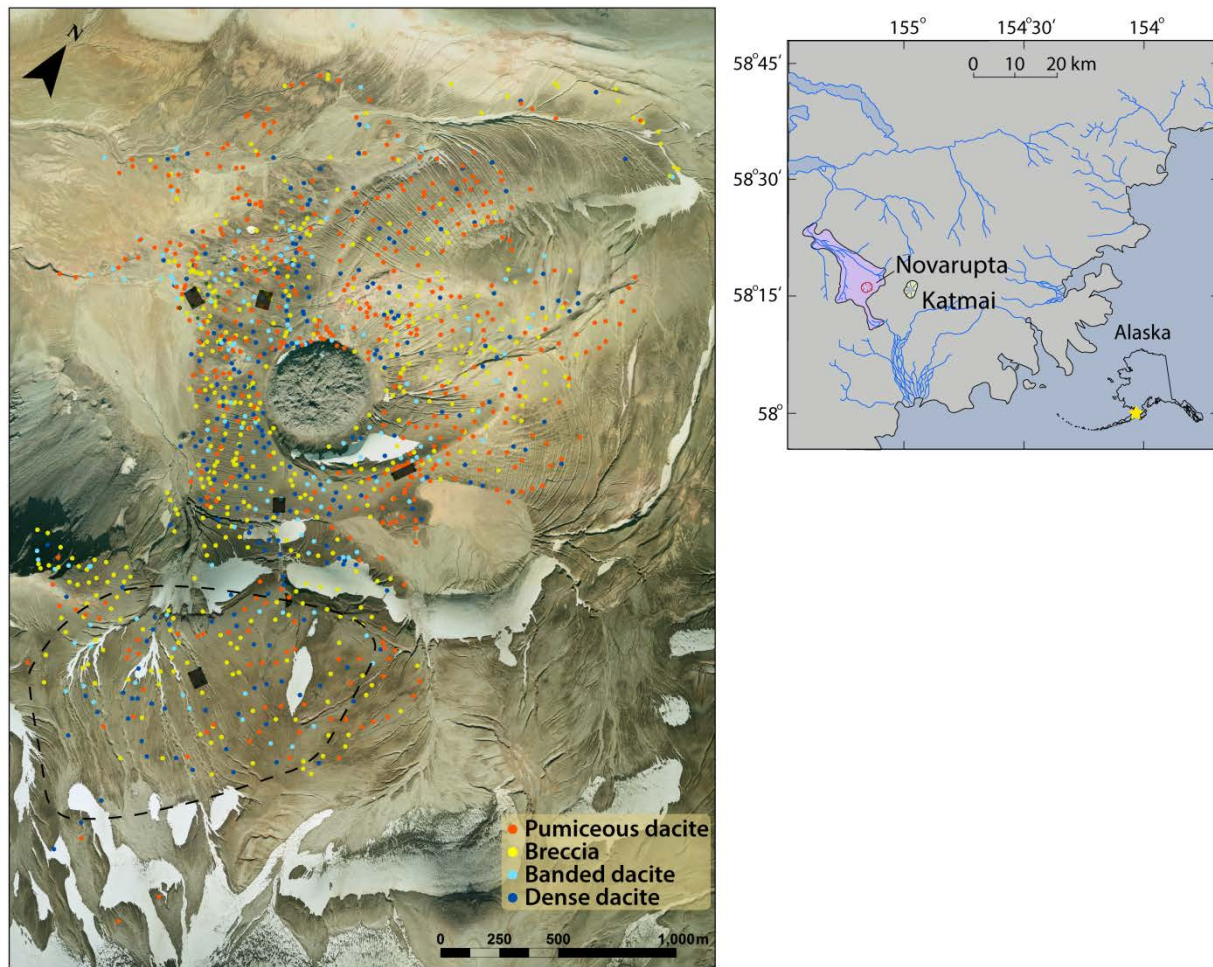 N
Pumiceous dacite
Breccia
Banded dacite
Dense dacite
0 250 500 1,000 m
155° 154°30′ 154°
0 10 20 km
58°45′
58°30′
58°15′
58°
Novarupta
Katmai
Alaska